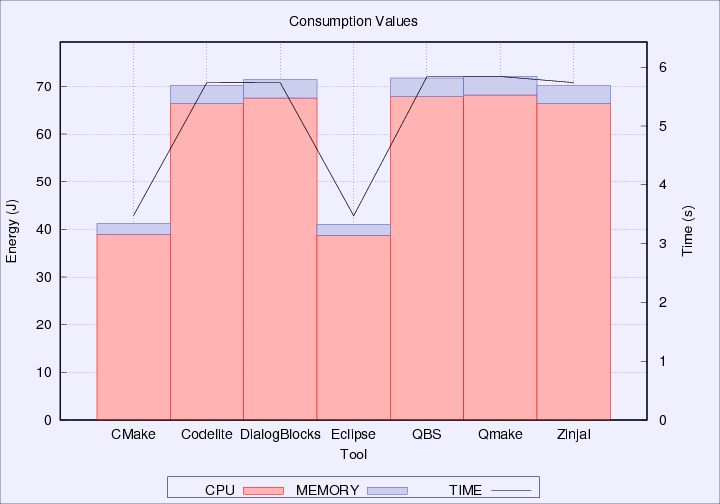 Consumption Values
Energy (J)
70
60
50
40
30
20
10
0
Time (s)
6
5
4
3
2
1
0
CMake Codelite DialogBlocks Eclipse QBS Qmake ZinjaI
Tool
CPU MEMORY TIME